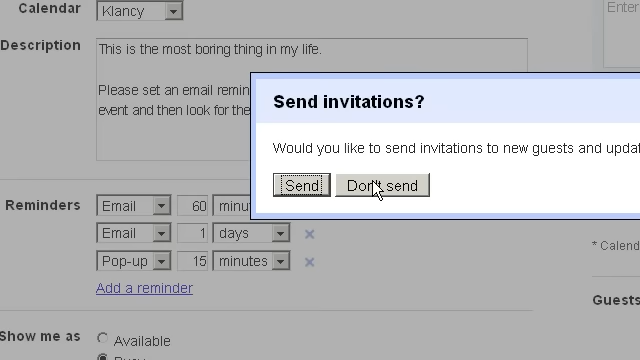 Calendar Klancy Enter
Description This is the most boring thing in my life.
Please set an email remin
event and then look for the
Send invitations?
Would you like to send invitations to new guests and updat
Send Don't send
Reminders Email 60 minut
Email 1 days
Pop-up 15 minutes
Add a reminder
* Calend
Guests
Show me as Available
Busy